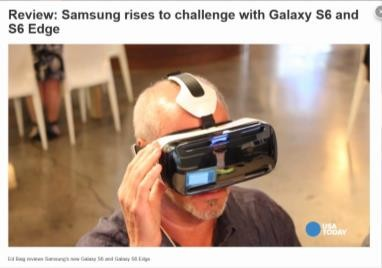 Review: Samsung rises to challenge with Galaxy S6 and
S6 Edge
USA
TODAY
Ed Baig reviews Samsung's new Galaxy S6 and Galaxy S6 Edge